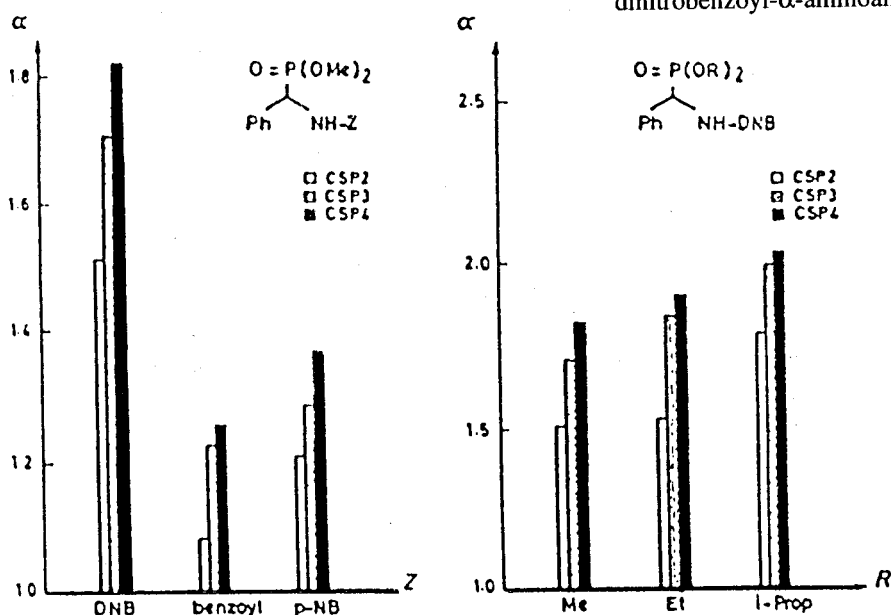 dinitrobenzoyl-α-aminoal
α
1.8
1.6
1.4
1.2
1.0
O=P(OMe)2
Ph
NH-Z
CSP2
CSP3
CSP4
DNB
benzoyl
p-NB
Z
α
2.5
2.0
1.5
1.0
O=P(OR)2
Ph
NH-DNB
CSP2
CSP3
CSP4
Me
Et
i-Prop
R